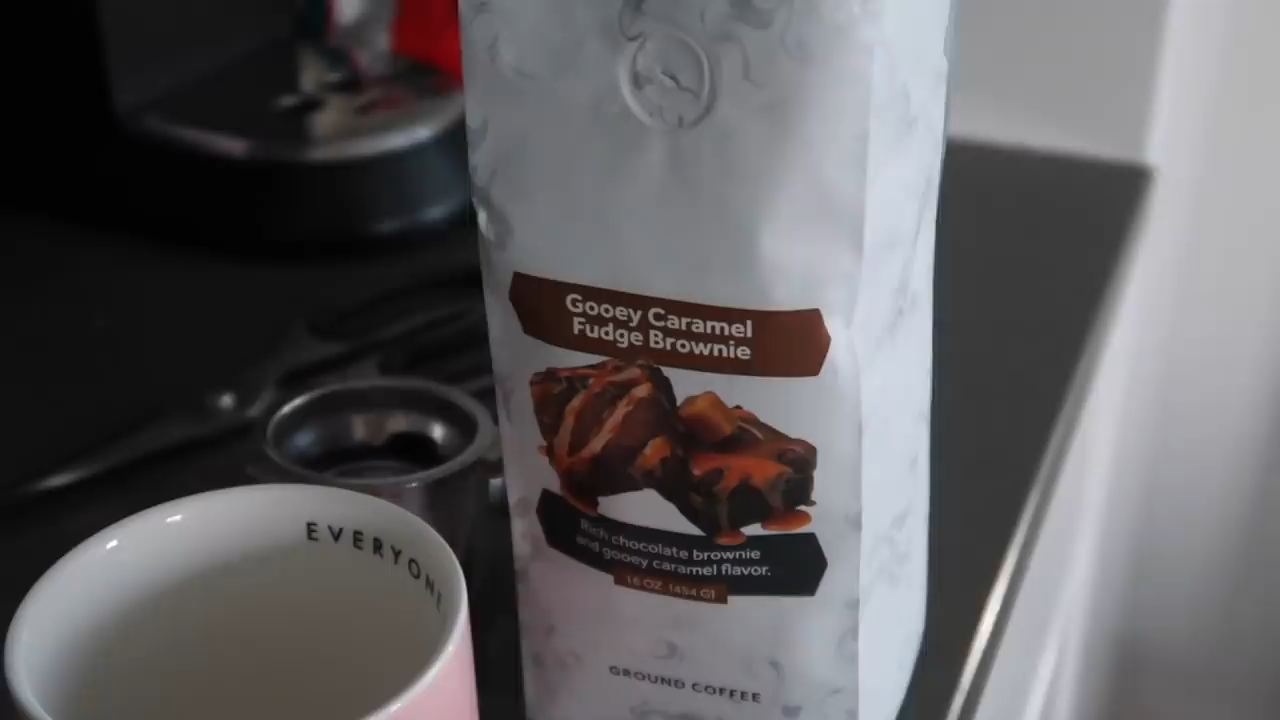 Gooey Caramel
Fudge Brownie
Rich chocolate brownie
and gooey caramel flavor.
16 OZ (454 G)
GROUND COFFEE
EVERYONE